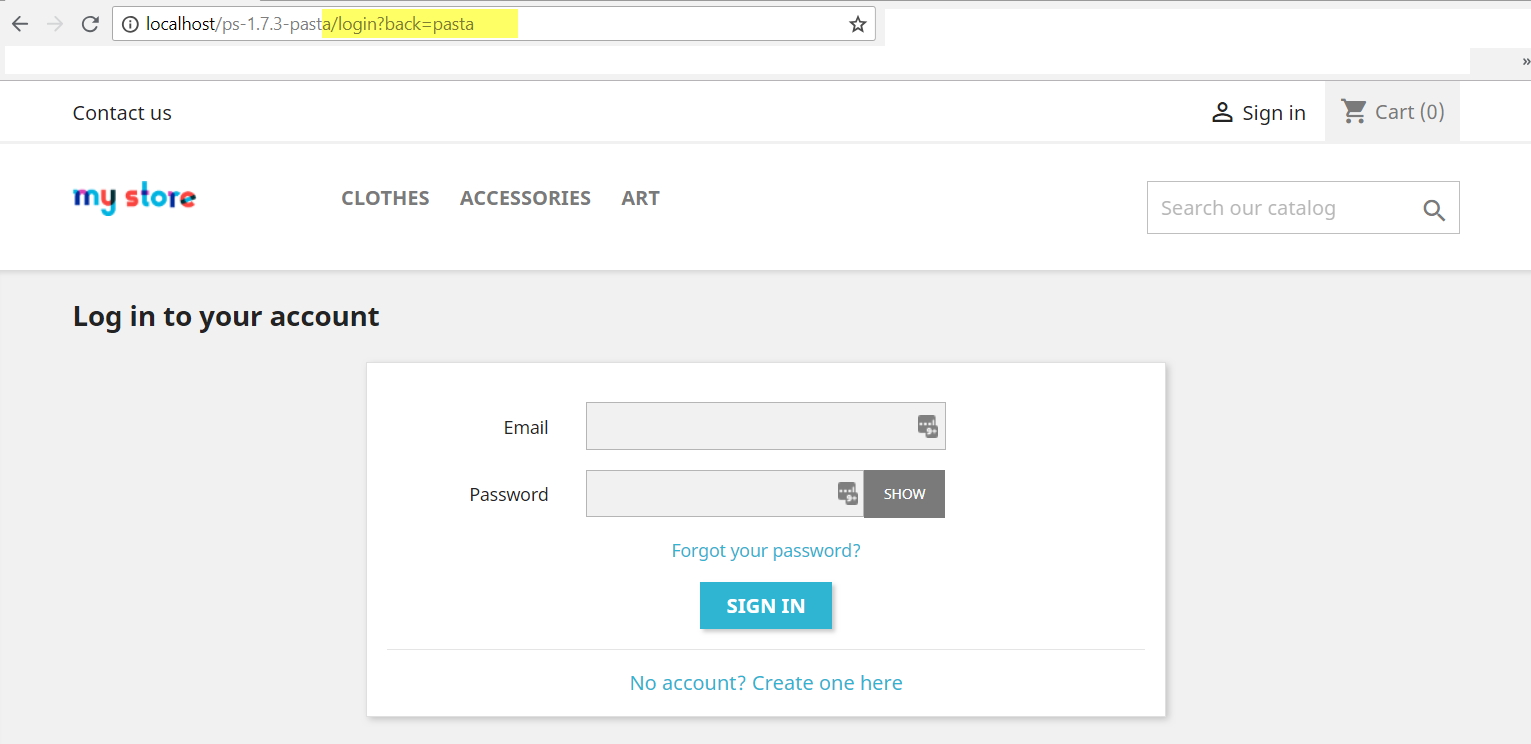 localhost/ps-1.7.3-pasta/login?back=pasta
»
Contact us
Sign in
Cart (0)
my store
CLOTHES ACCESSORIES ART
Search our catalog
Log in to your account
Email
Password
SHOW
Forgot your password?
SIGN IN
No account? Create one here